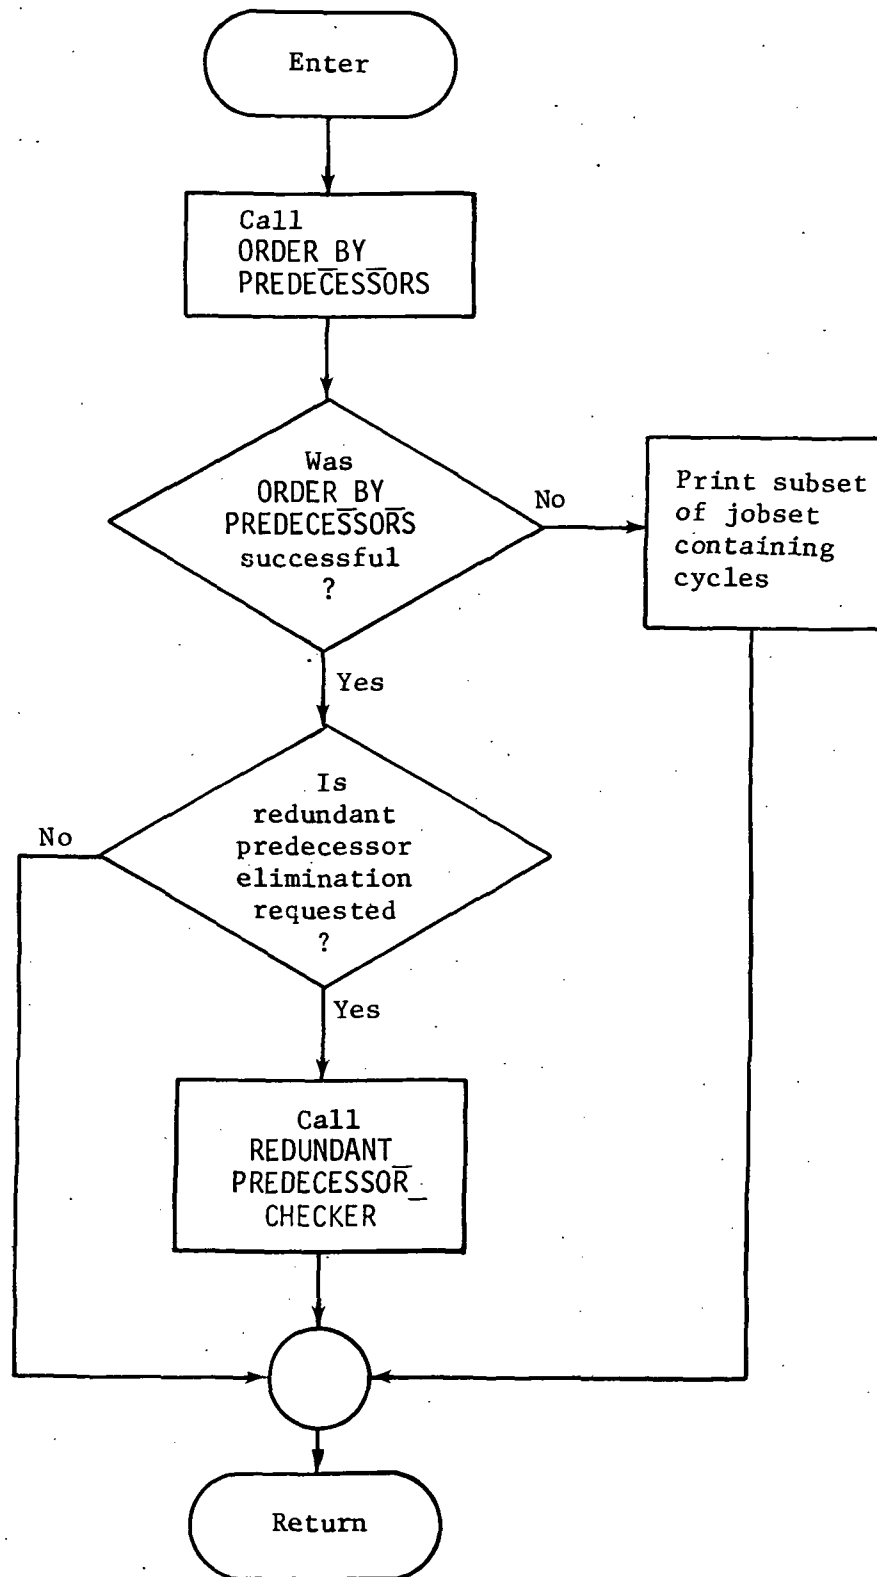 Enter
Call
ORDER_BY_
PREDECESSORS
Was
ORDER_BY_
PREDECESSORS
successful
?
No
Print subset
of jobset
containing
cycles
Yes
Is
redundant
predecessor
elimination
requested
?
No
Yes
Call
REDUNDANT_
PREDECESSOR_
CHECKER
Return